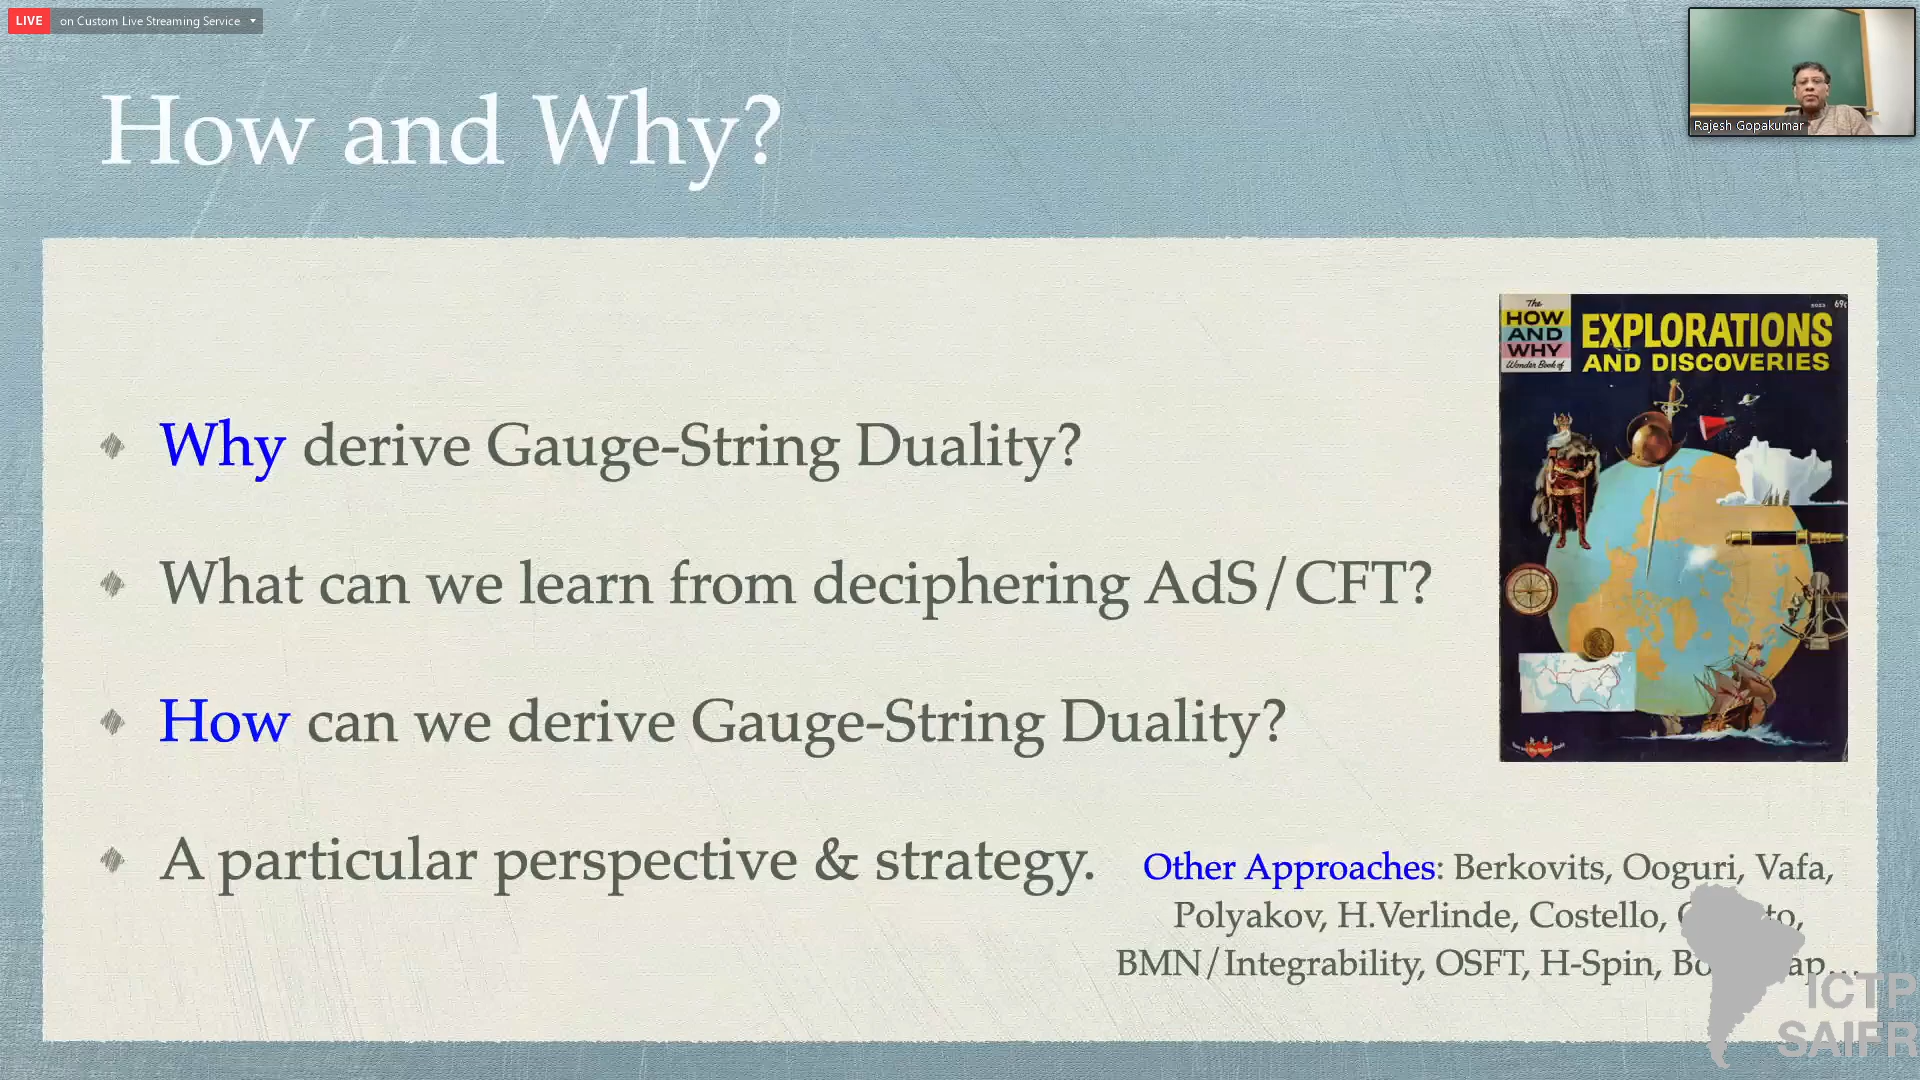 LIVE on Custom Live Streaming Service
Rajesh Gopakumar
How and Why?
The
HOW
AND
WHY
Wonder Book of
69¢
EXPLORATIONS
AND DISCOVERIES
Why derive Gauge-String Duality?
What can we learn from deciphering AdS/CFT?
How can we derive Gauge-String Duality?
A particular perspective & strategy.
Other Approaches: Berkovits, Ooguri, Vafa,
Polyakov, H.Verlinde, Costello,
BMN/Integrability, OSFT, H-Spin,
ICTP
SAIFR